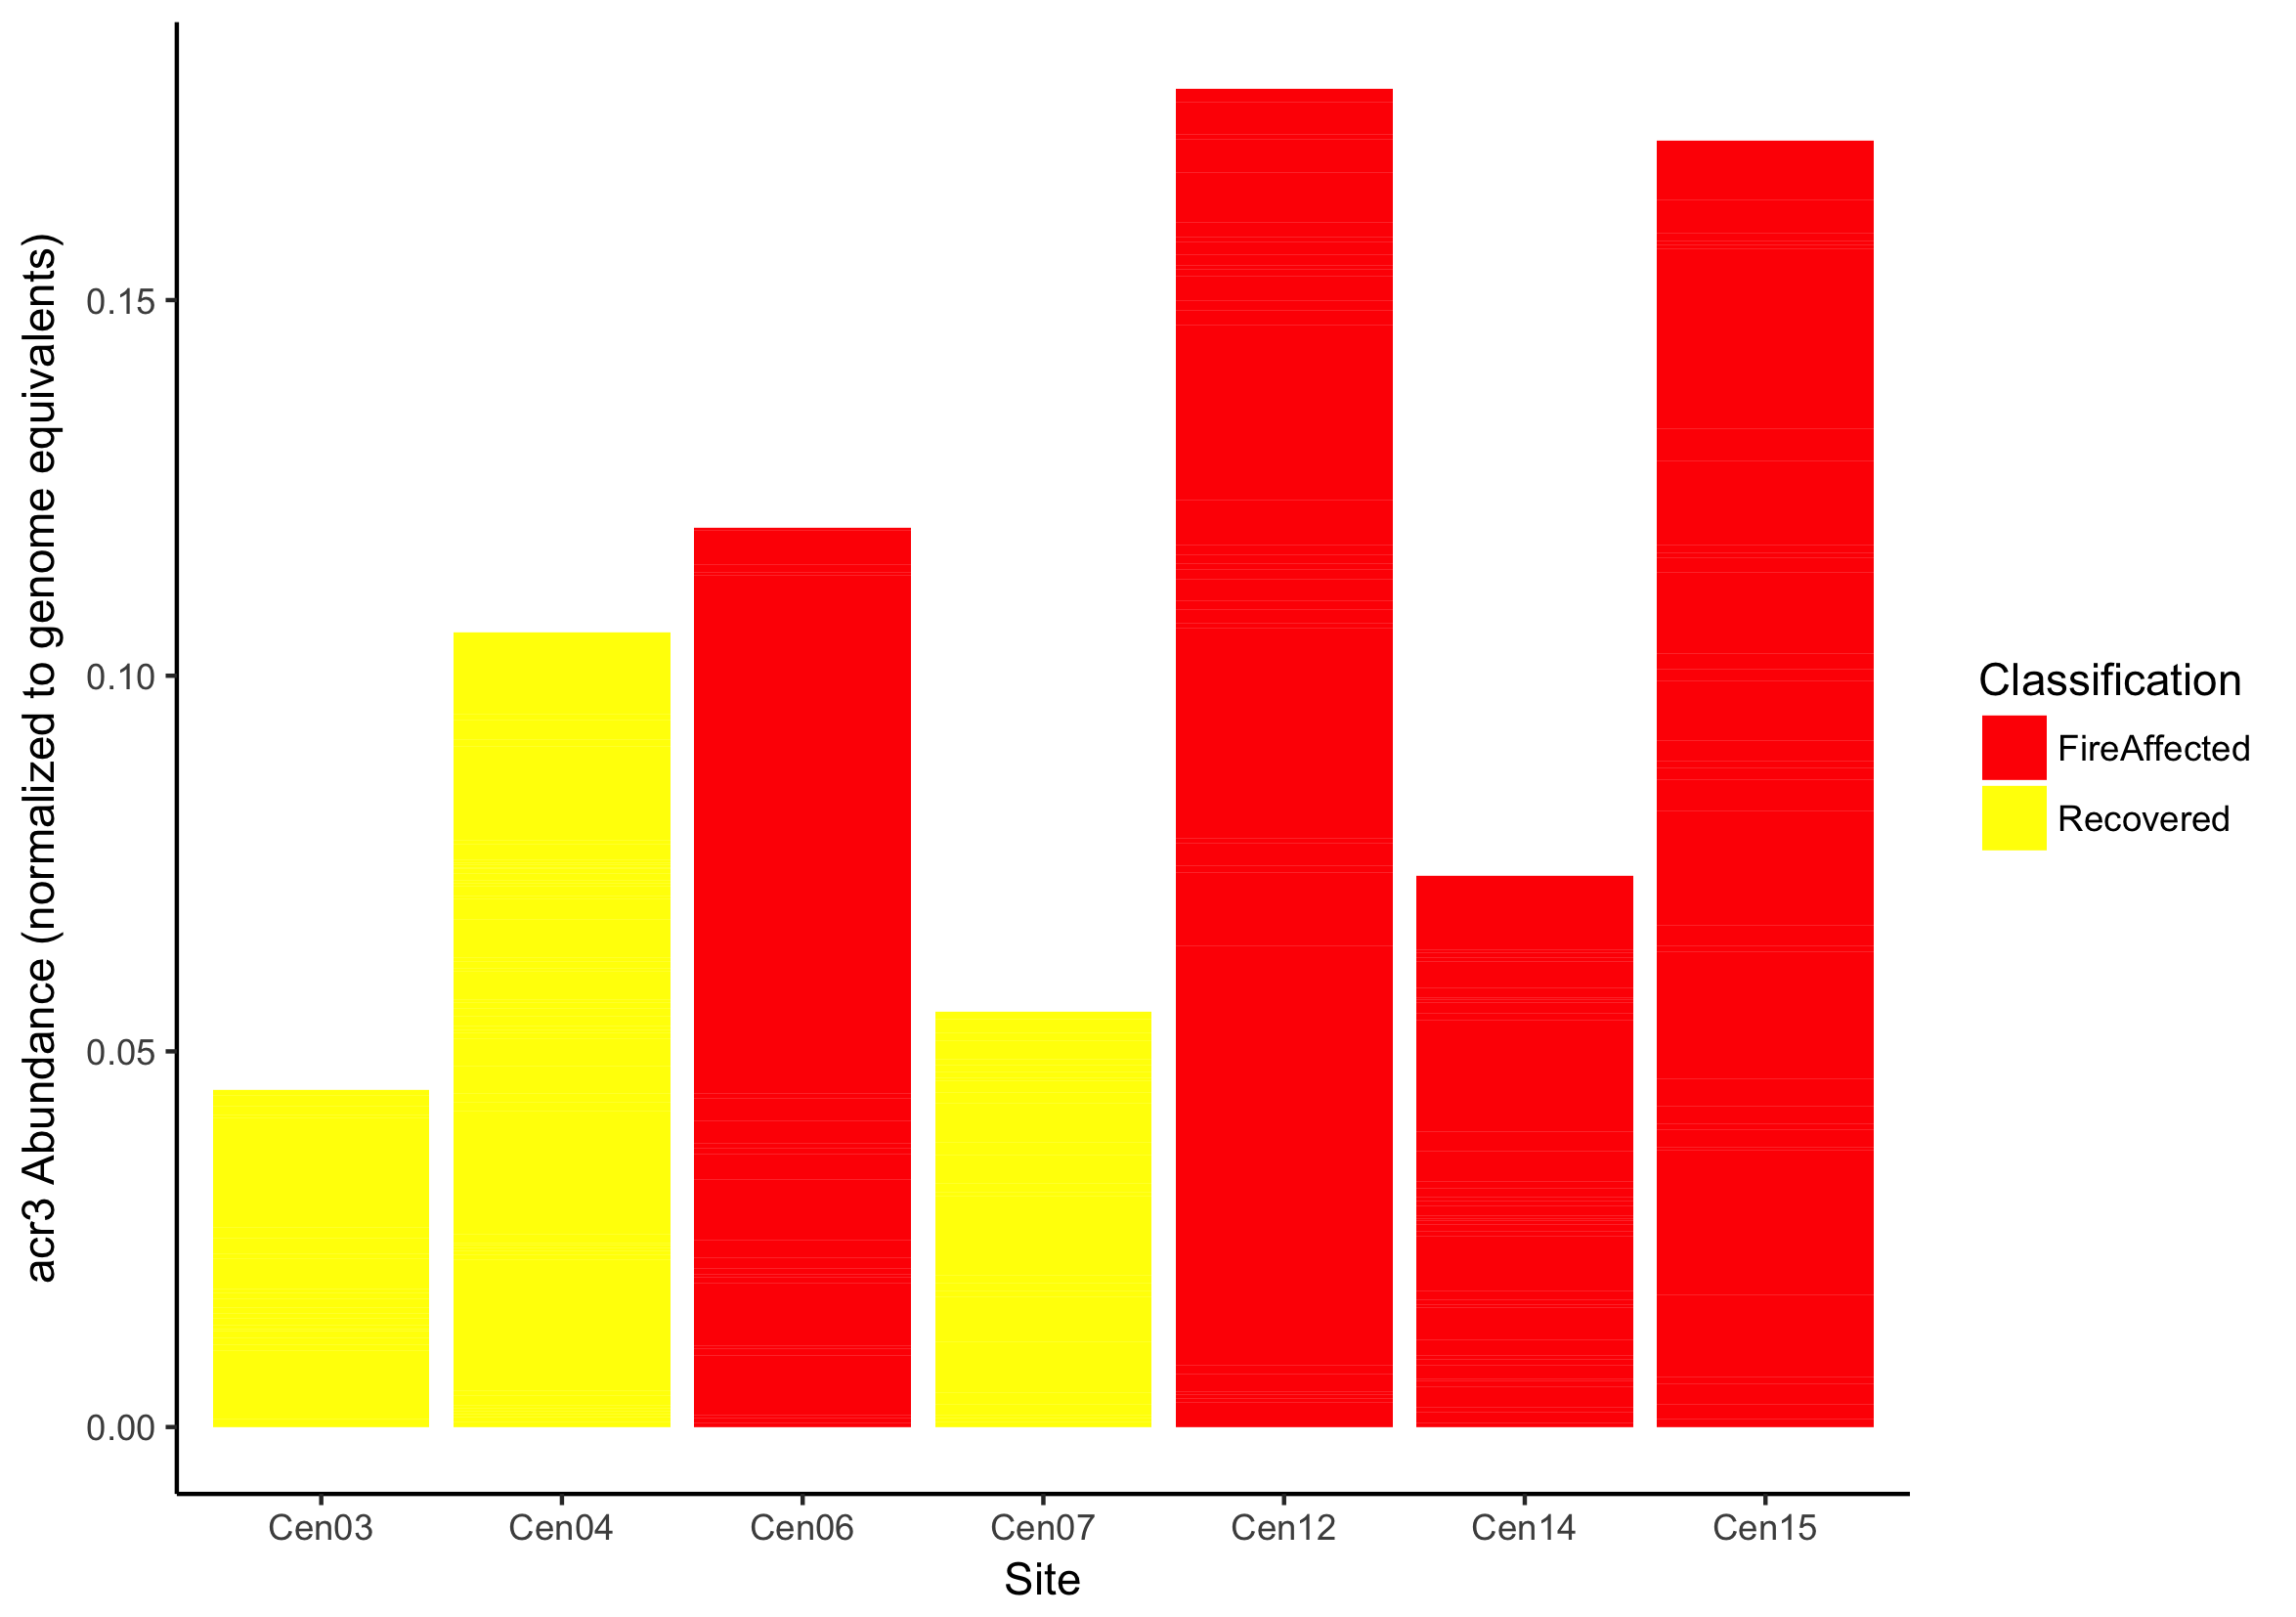 acr3 Abundance (normalized to genome equivalents)
0.15
0.10
0.05
0.00
Cen03 Cen04 Cen06 Cen07 Cen12 Cen14 Cen15
Site
Classification
FireAffected
Recovered